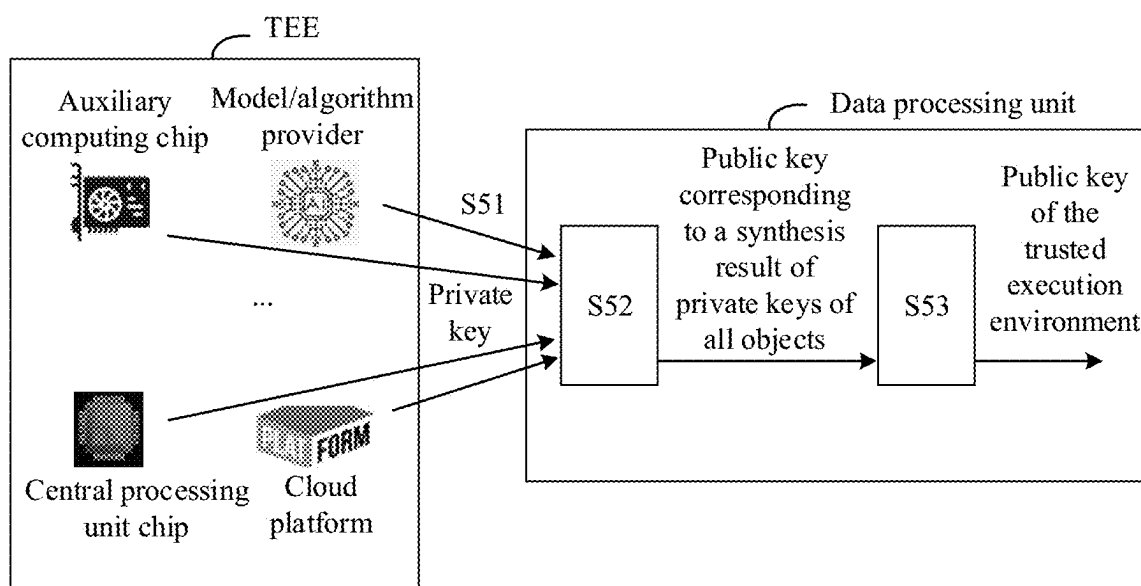 TEE
Auxiliary
computing chip
Model/algorithm
provider
...
Central processing
unit chip
FORM
Cloud
platform
S51
Private
key
Data processing unit
S52
Public key
corresponding
to a synthesis
result of
private keys of
all objects
S53
Public key
of the
trusted
execution
environment